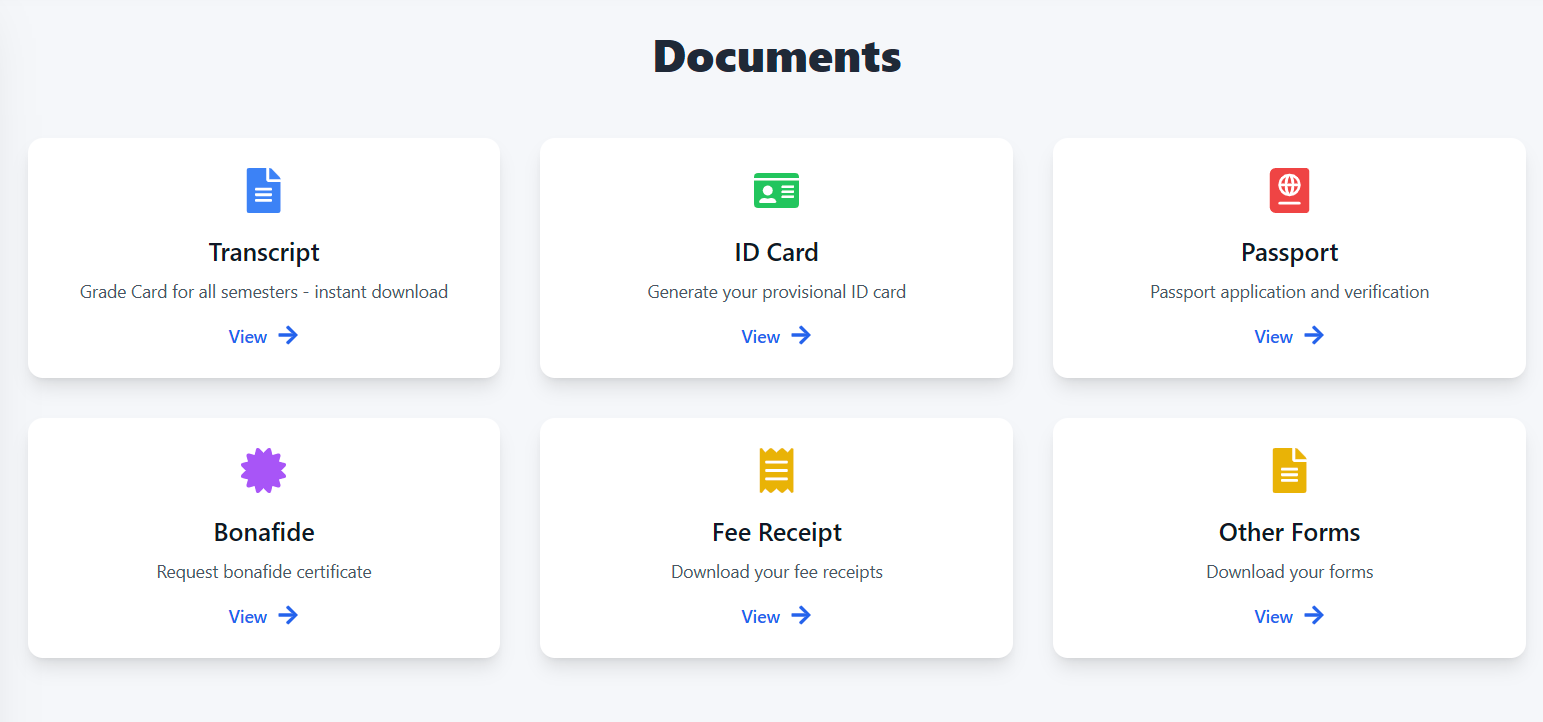 Documents
Transcript
Grade Card for all semesters - instant download
View
ID Card
Generate your provisional ID card
View
Passport
Passport application and verification
View
Bonafide
Request bonafide certificate
View
Fee Receipt
Download your fee receipts
View
Other Forms
Download your forms
View